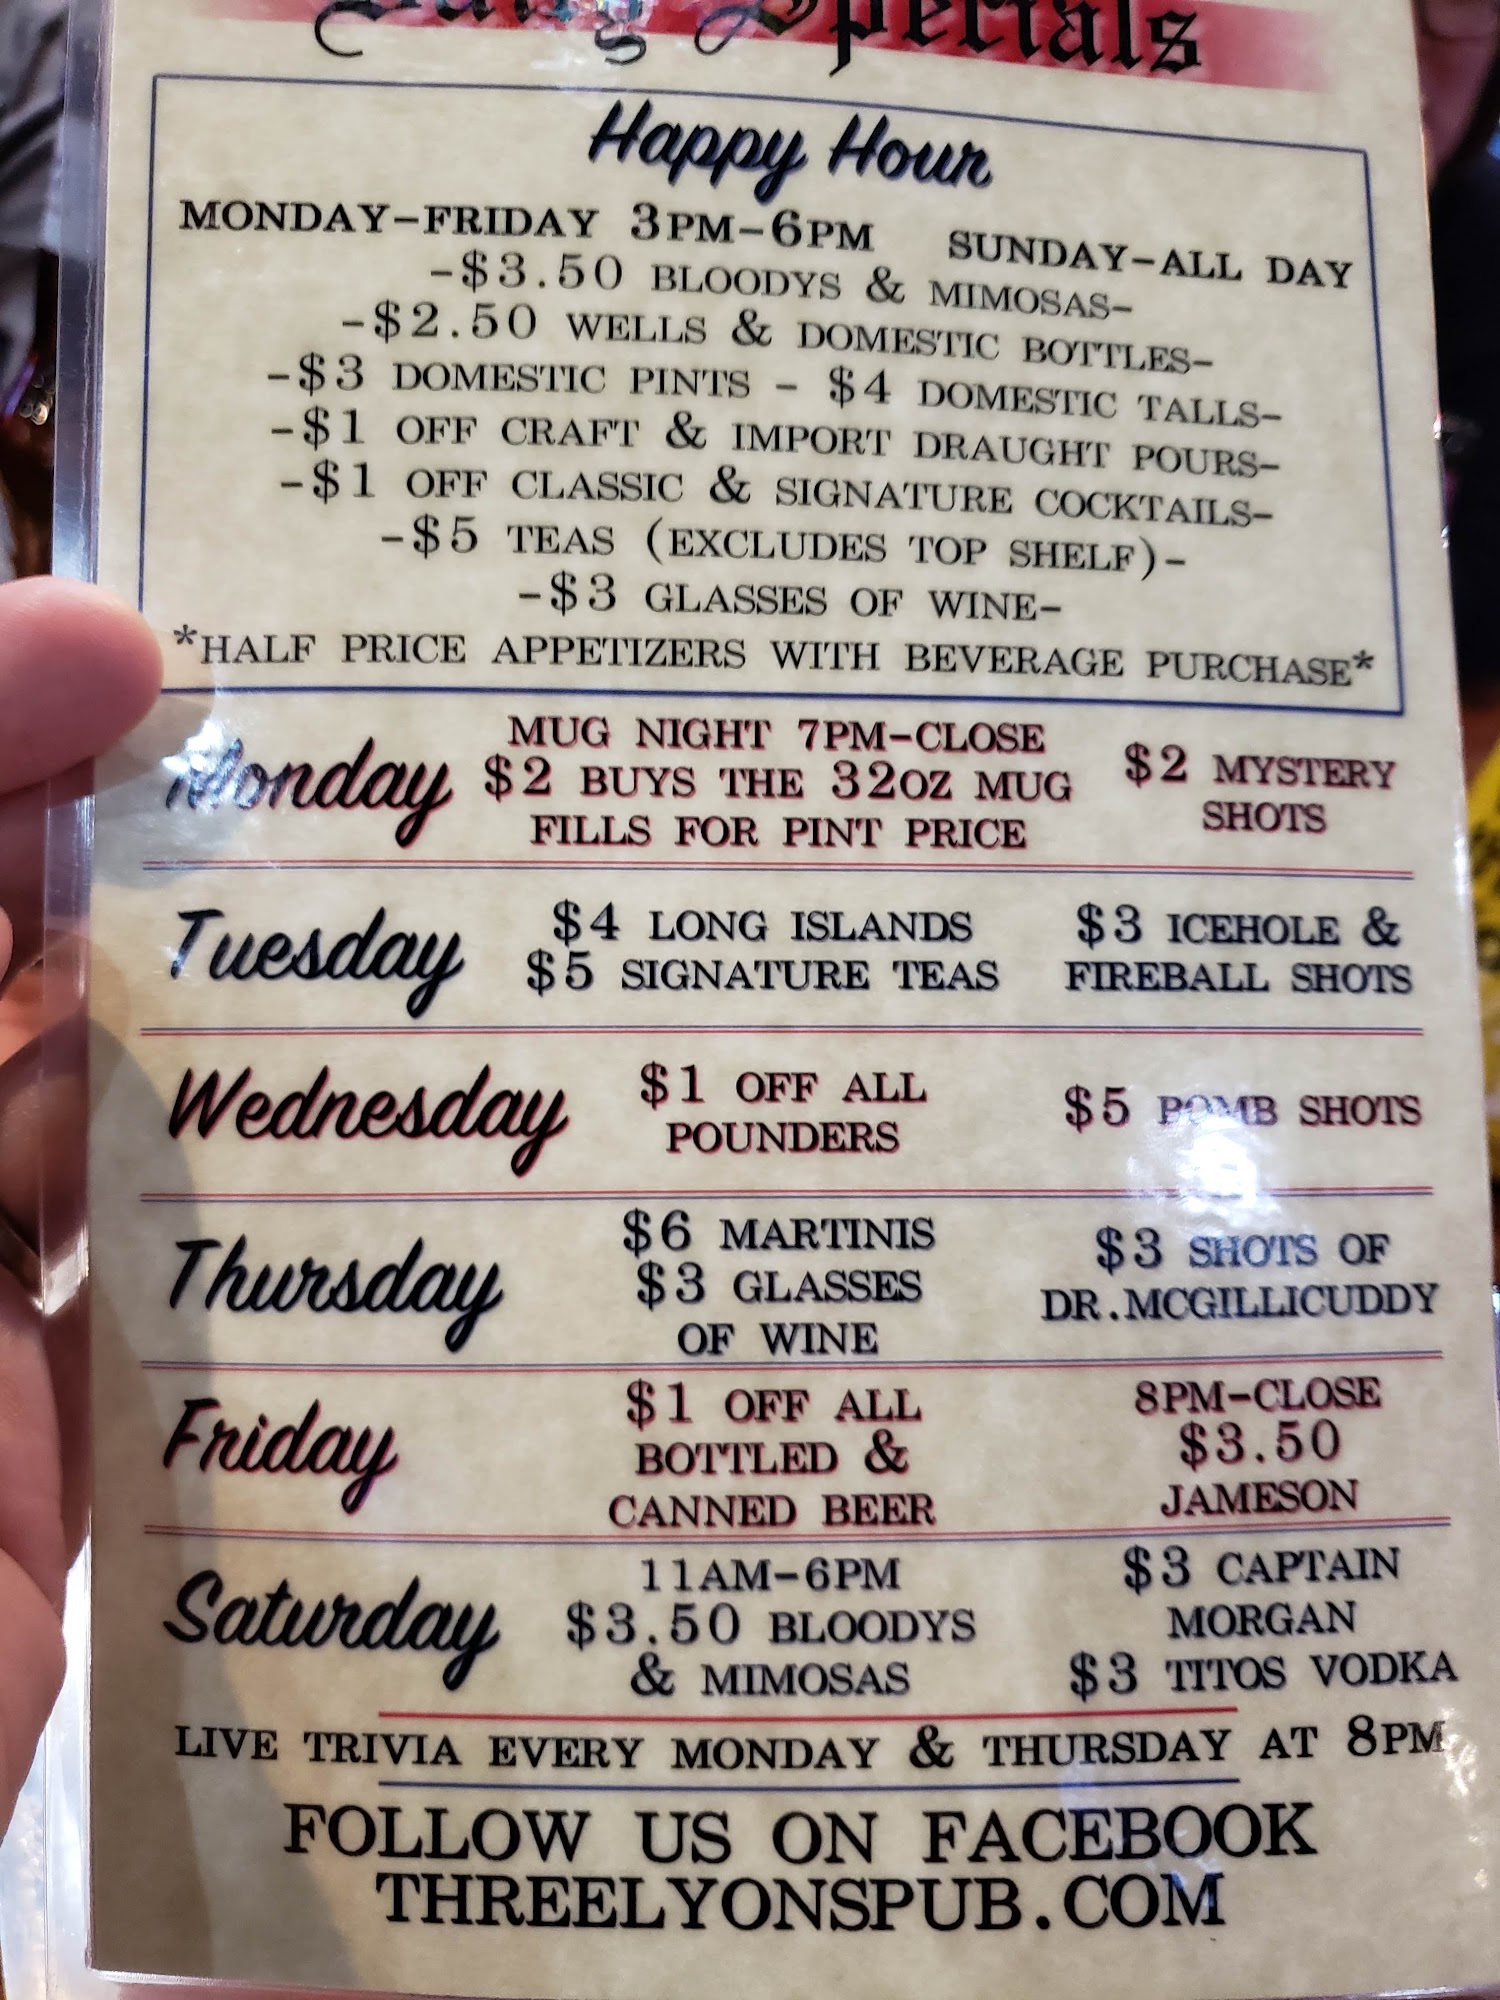 Daily Specials
Happy Hour
MONDAY-FRIDAY 3PM-6PM SUNDAY-ALL DAY
-$3.50 BLOODYS & MIMOSAS-
-$2.50 WELLS & DOMESTIC BOTTLES-
-$3 DOMESTIC PINTS - $4 DOMESTIC TALLS-
-$1 OFF CRAFT & IMPORT DRAUGHT POURS-
-$1 OFF CLASSIC & SIGNATURE COCKTAILS-
-$5 TEAS (EXCLUDES TOP SHELF)-
-$3 GLASSES OF WINE-
*HALF PRICE APPETIZERS WITH BEVERAGE PURCHASE*
Monday
MUG NIGHT 7PM-CLOSE
$2 BUYS THE 32OZ MUG
FILLS FOR PINT PRICE
$2 MYSTERY
SHOTS
Tuesday
$4 LONG ISLANDS
$5 SIGNATURE TEAS
$3 ICEHOLE &
FIREBALL SHOTS
Wednesday
$1 OFF ALL
POUNDERS
$5 BOMB SHOTS
Thursday
$6 MARTINIS
$3 GLASSES
OF WINE
$3 SHOTS OF
DR.MCGILLICUDDY
Friday
$1 OFF ALL
BOTTLED &
CANNED BEER
8PM-CLOSE
$3.50
JAMESON
Saturday
11AM-6PM
$3.50 BLOODYS
& MIMOSAS
$3 CAPTAIN
MORGAN
$3 TITOS VODKA
LIVE TRIVIA EVERY MONDAY & THURSDAY AT 8PM
FOLLOW US ON FACEBOOK
THREELYONSPUB.COM